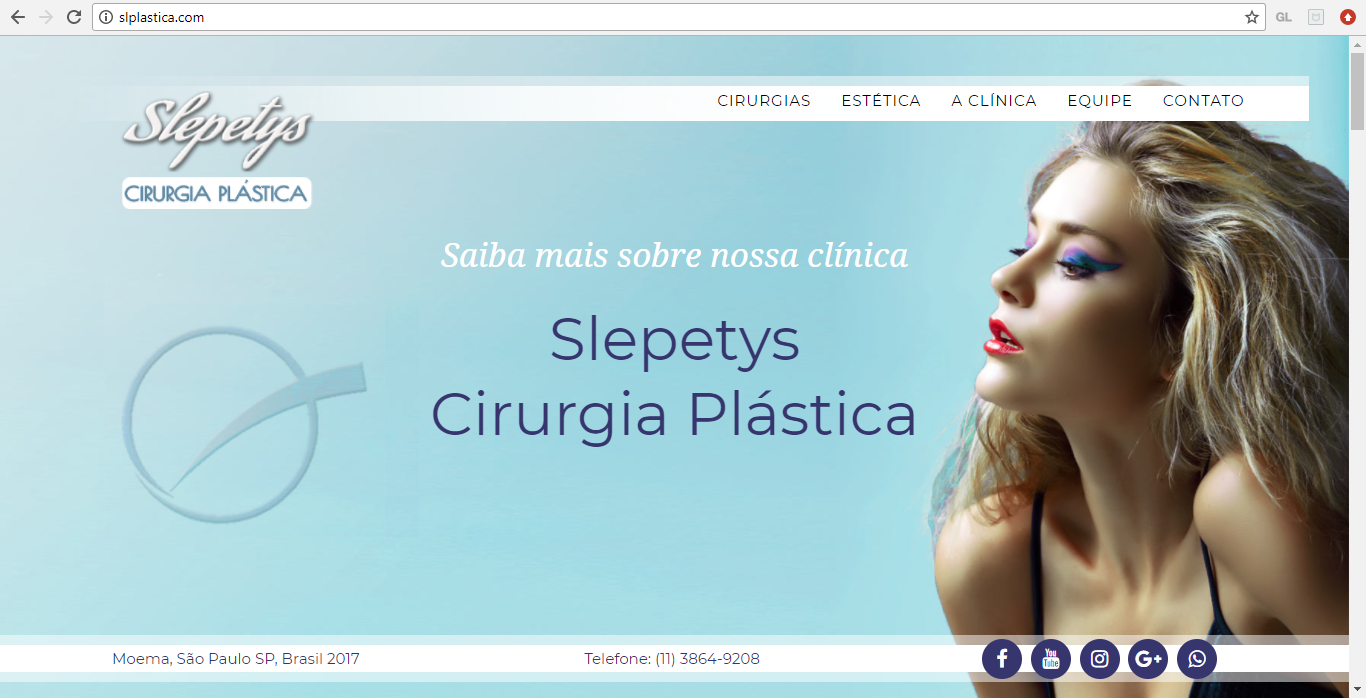 slplastica.com
GL
CIRURGIAS ESTÉTICA A CLÍNICA EQUIPE CONTATO
Slepetys
CIRURGIA PLÁSTICA
Saiba mais sobre nossa clínica
Slepetys
Cirurgia Plástica
Moema, São Paulo SP, Brasil 2017 Telefone: (11) 3864-9208 f You Tube G+